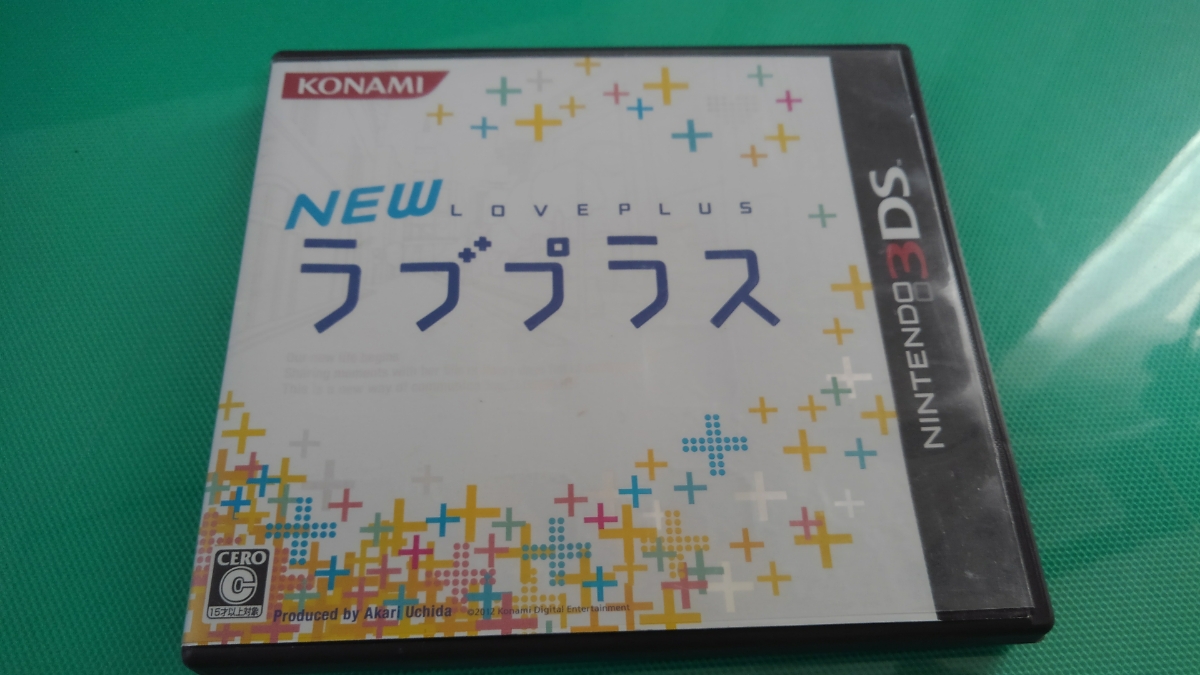 KONAMI
NEW LOVEPLUS
ラブプラス
NINTENDO 3DS™
CERO
C
15才以上対象
Produced by Akari Uchida ©2012 Konami Digital Entertainment